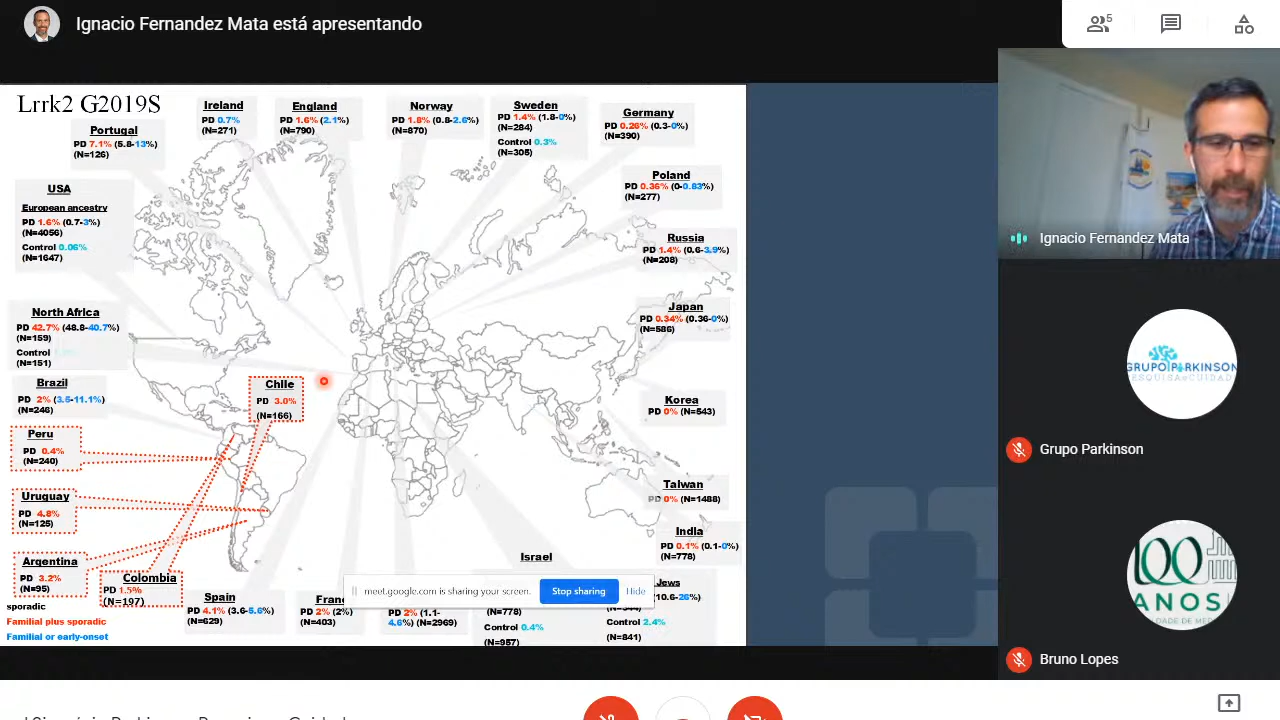 Ignacio Fernandez Mata está apresentando
5
Lrrk2 G2019S
Portugal
PD 7.1% (5.8-13%)
(N=126)
Ireland
PD 0.7%
(N=271)
England
PD 1.6% (2.1%)
(N=790)
Norway
PD 1.8% (0.8-2.6%)
(N=870)
Sweden
PD 1.4% (1.8-0%)
(N=284)
Control 0.3%
(N=305)
Germany
PD 0.26% (0.3-0%)
(N=390)
Poland
PD 0.36% (0-0.83%)
(N=277)
USA
European ancestry
PD 1.6% (0.7-3%)
(N=4056)
Control 0.06%
(N=1647)
Russia
PD 1.4% (0.6-3.9%)
(N=208)
North Africa
PD 42.7% (48.8-40.7%)
(N=159)
Control
(N=151)
Japan
PD 0.34% (0.36-0%)
(N=586)
Brazil
PD 2% (3.5-11.1%)
(N=246)
Chile
PD 3.0%
(N=166)
Korea
PD 0% (N=543)
Peru
PD 0.4%
(N=240)
Uruguay
PD 4.8%
(N=125)
Taiwan
PD 0% (N=1488)
India
PD 0.1% (0.1-0%)
(N=778)
Argentina
PD 3.2%
(N=95)
Colombia
PD 1.5%
(N=197)
Spain
PD 4.1% (3.6-5.6%)
(N=629)
PD 2% (2%)
(N=403)
PD 2% (1.1-
4.6%) (N=2969)
Israel
(N=778)
Control 0.4%
(N=957)
Jews
(10.6-26%)
Control 2.4%
(N=841)
sporadic
Familial plus sporadic
Familial or early-onset
meet.google.com is sharing your screen.
Stop sharing
Hide
Ignacio Fernandez Mata
GRUPO PARKINSON
Grupo Parkinson
100
ANOS
Bruno Lopes